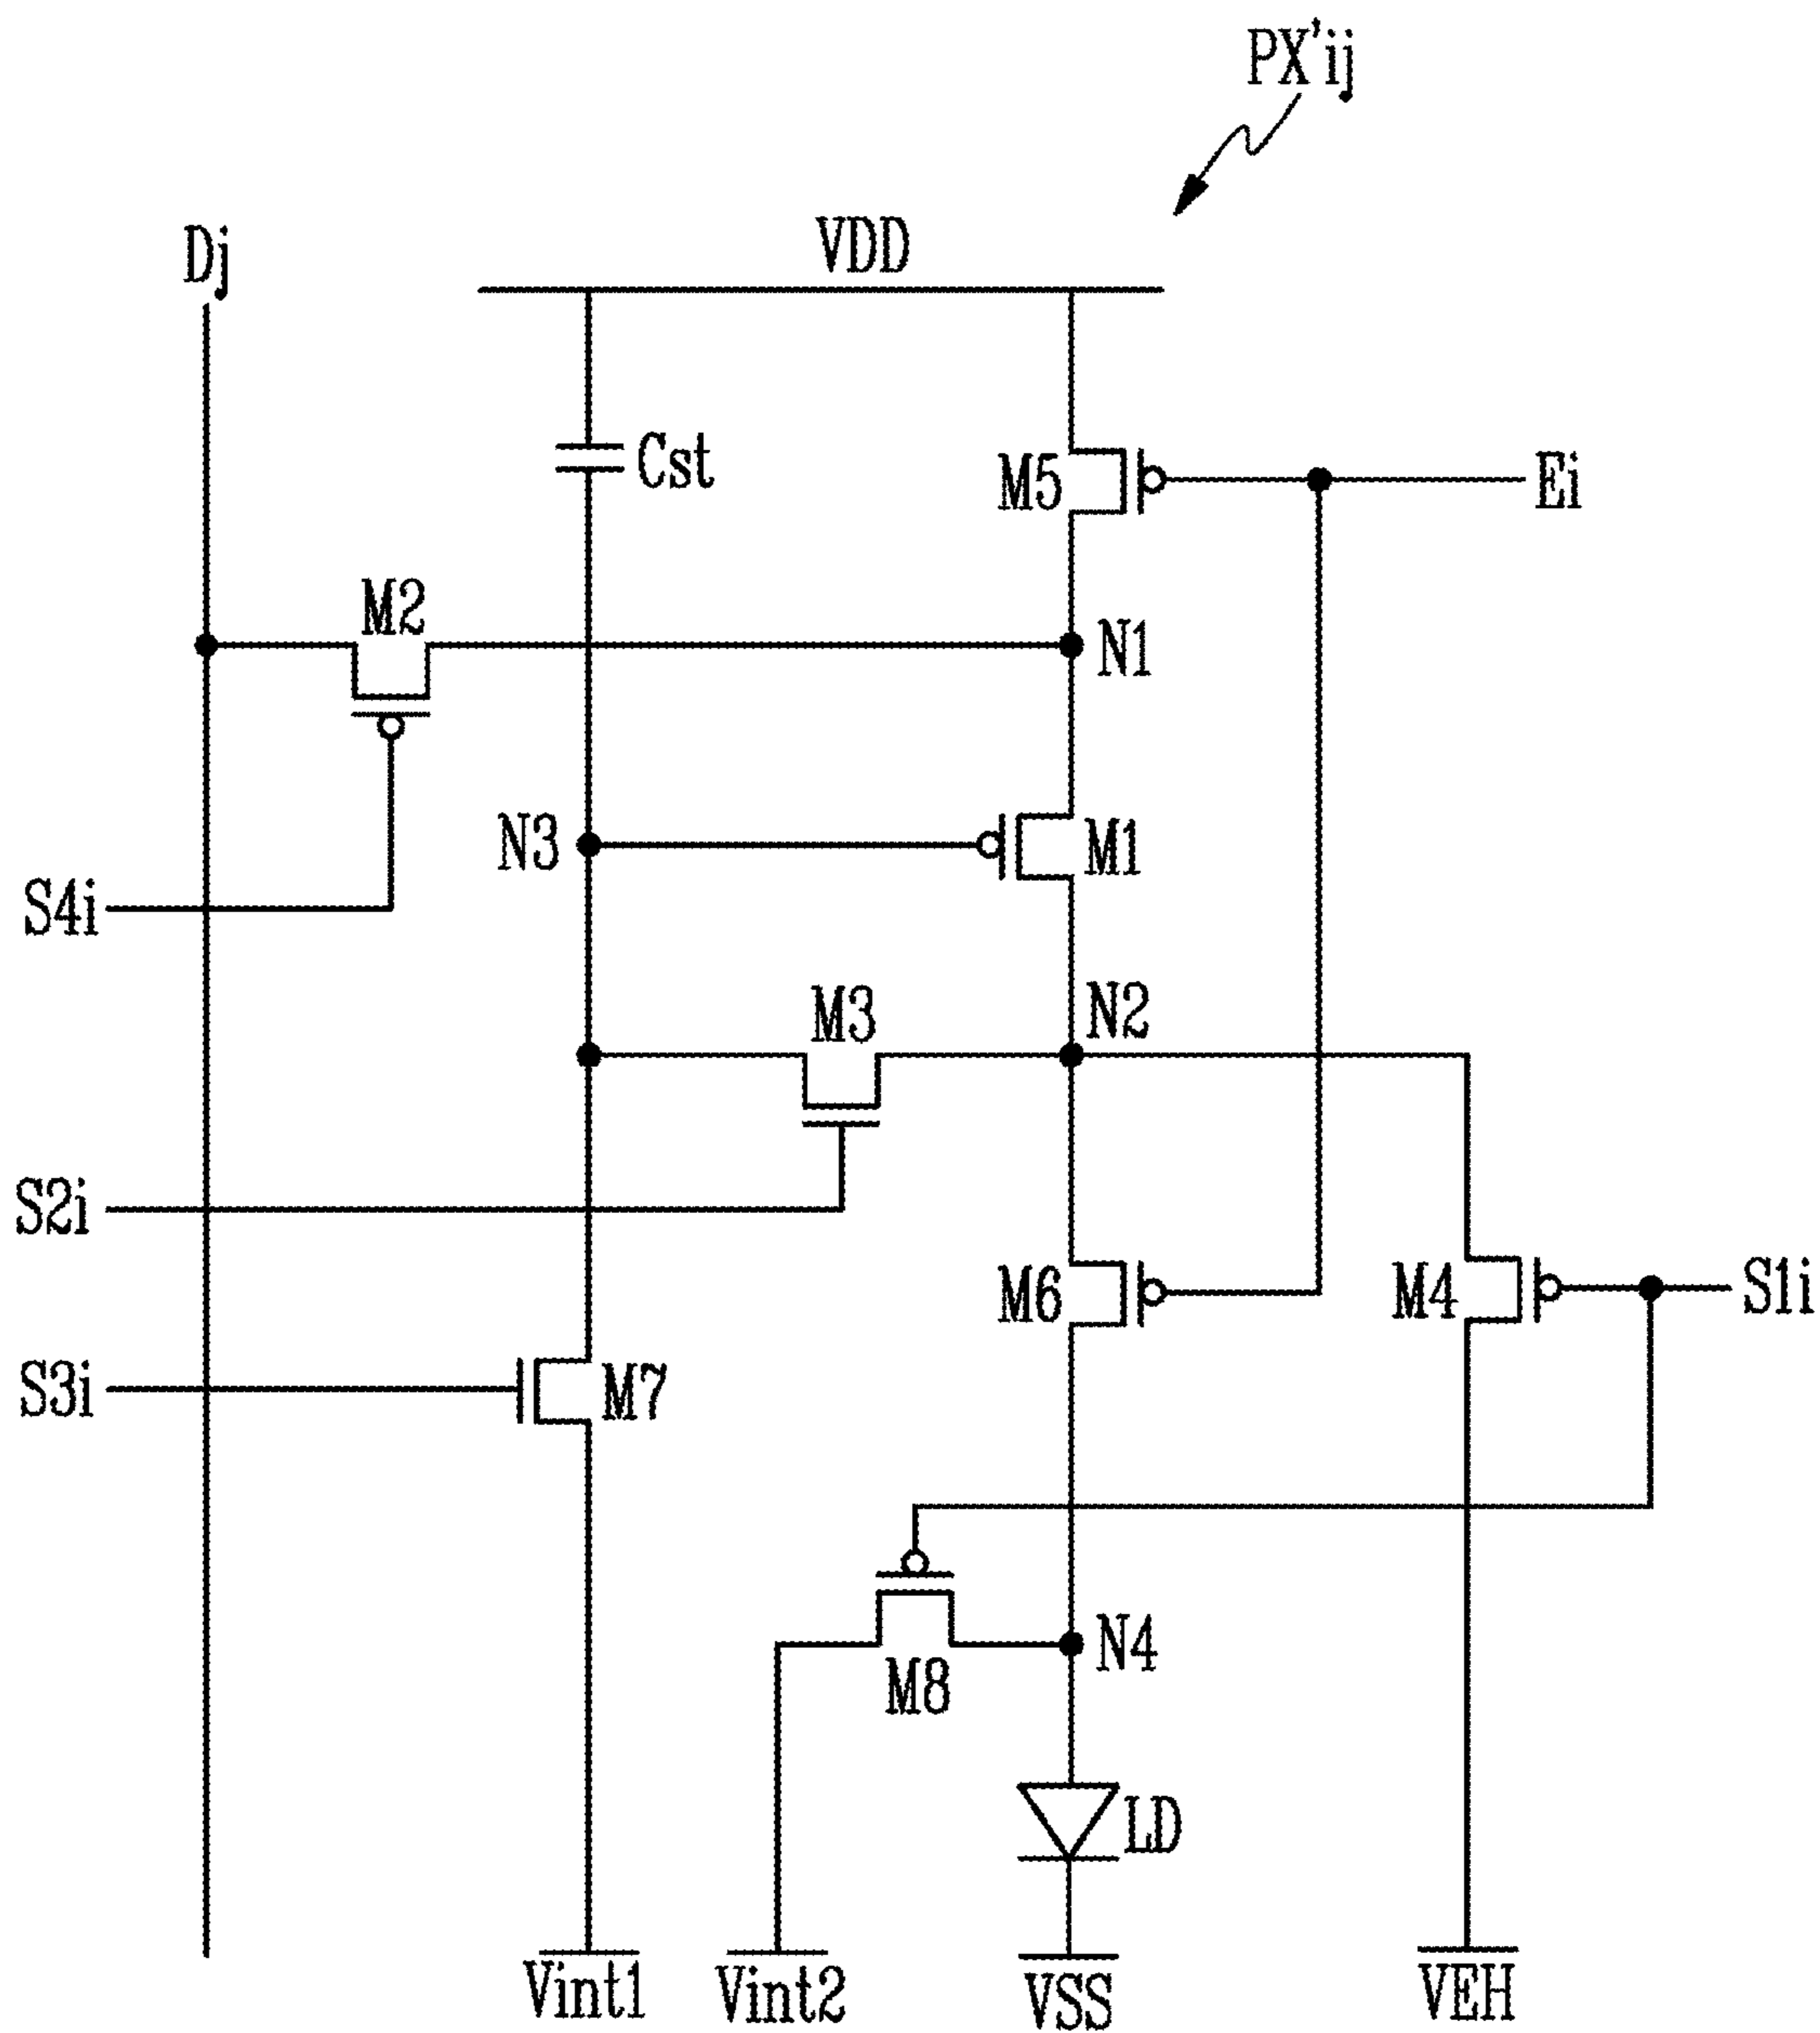 PX'ij
Dj
VDD
Cst
M5
Ei
M2
N1
N3
M1
S4i
M3
N2
S2i
M6
M4
S1i
S3i
M7
N4
M8
LD
Vint1
Vint2
VSS
VEH